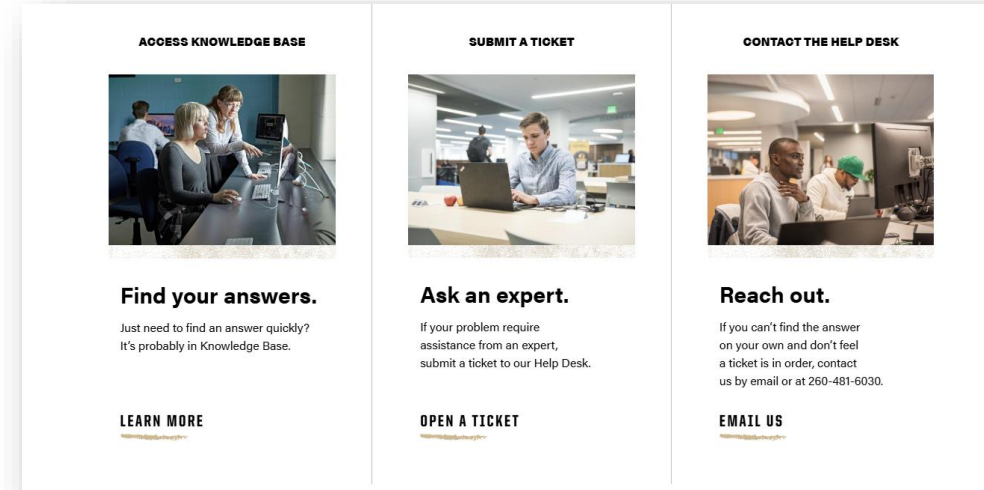 ACCESS KNOWLEDGE BASE
Find your answers.
Just need to find an answer quickly?
It's probably in Knowledge Base.
LEARN MORE
SUBMIT A TICKET
Ask an expert.
If your problem require
assistance from an expert,
submit a ticket to our Help Desk.
OPEN A TICKET
CONTACT THE HELP DESK
Reach out.
If you can't find the answer
on your own and don't feel
a ticket is in order, contact
us by email or at 260-481-6030.
EMAIL US